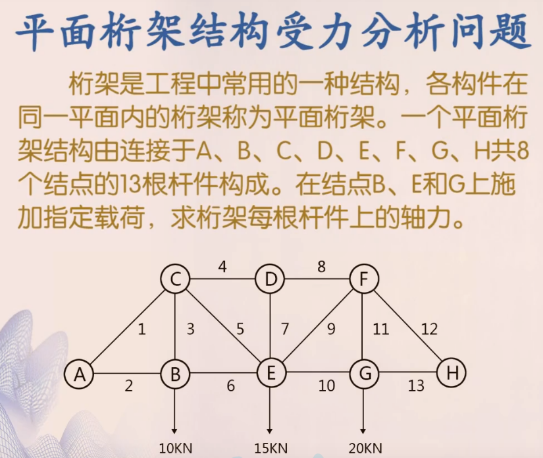 平面桁架结构受力分析问题
桁架是工程中常用的一种结构，各构件在
同一平面内的桁架称为平面桁架。一个平面桁
架结构由连接于A、B、C、D、E、F、G、H共8
个结点的13根杆件构成。在结点B、E和G上施
加指定载荷，求桁架每根杆件上的轴力。
4 8
C D F
1 3 5 7 9 11 12
A B E G H
2 6 10 13
10KN 15KN 20KN